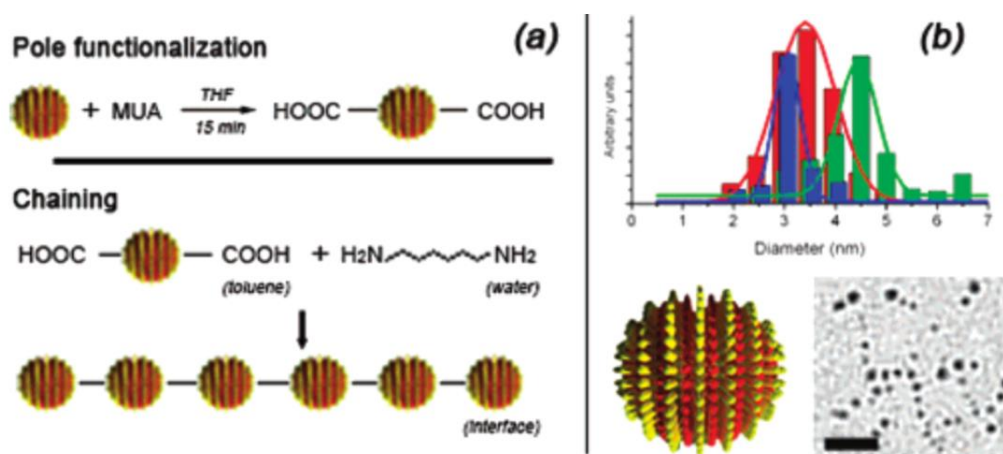 Pole functionalization
(a)
+ MUA
THF
15 min
HOOC
COOH
Chaining
HOOC
COOH
(toluene)
+
H₂N
NH₂
(water)
(Interface)
(b)
Arbitrary units
0 1 2 3 4 5 6 7
Diameter (nm)